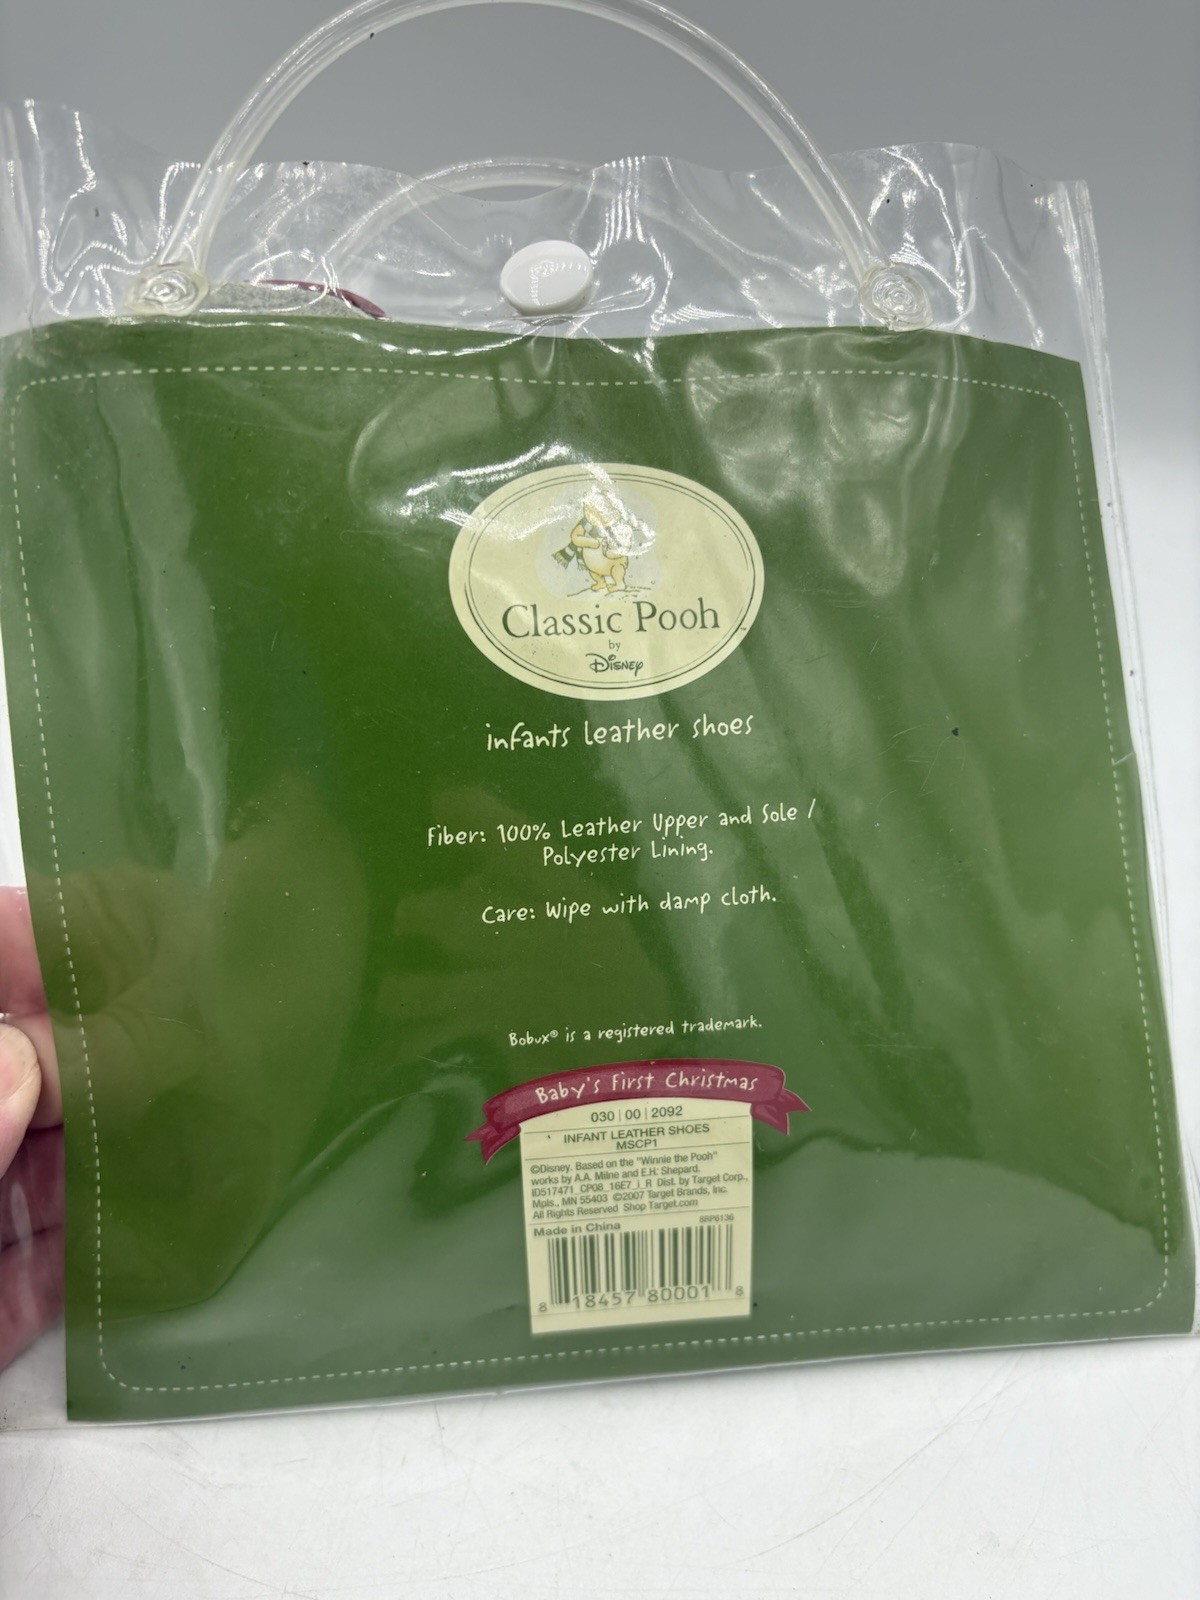 Classic Pooh
by
Disney
infants leather shoes
Fiber: 100% Leather Upper and Sole /
Polyester Lining.
Care: Wipe with damp cloth.
Bobux® is a registered trademark.
Baby's First Christmas
030 | 00 | 2092
INFANT LEATHER SHOES
MSCP1
©Disney. Based on the "Winnie the Pooh"
works by A.A. Milne and E.H. Shepard.
ID517471_CP08_16E7_i_R Dist. by Target Corp.,
Mpls., MN 55403 ©2007 Target Brands, Inc.
All Rights Reserved Shop Target.com
SRP6136
Made in China
8 18457 80001 8